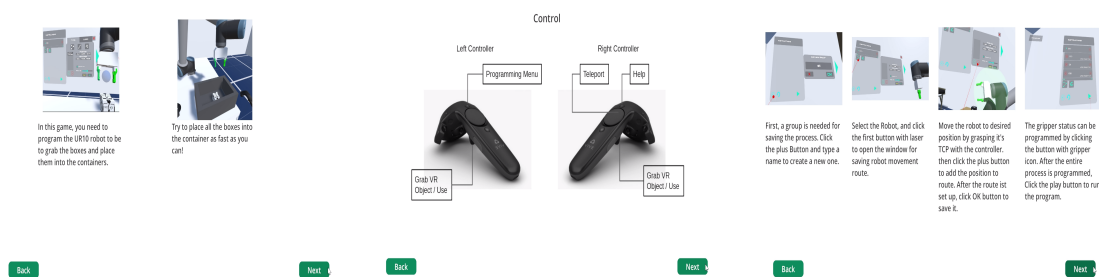 Control
In this game, you need to
program the UR10 robot to be
to grab the boxes and place
them into the containers.
Try to place all the boxes into
the container as fast as you
can!
Back
Next
Left Controller
Right Controller
Programming Menu
Teleport
Help
Grab VR
Object / Use
Grab VR
Object / Use
Back
Next
First, a group is needed for
saving the process. Click
the plus Button and type a
name to create a new one.
Select the Robot, and click
the first button with laser
to open the window for
saving robot movement
route.
Move the robot to desired
position by grasping it's
TCP with the controller.
then click the plus button
to add the position to
route. After the route ist
set up, click OK button to
save it.
The gripper status can be
programmed by clicking
the button with gripper
icon. After the entire
process is programmed,
Click the play button to run
the program.
Back
Next